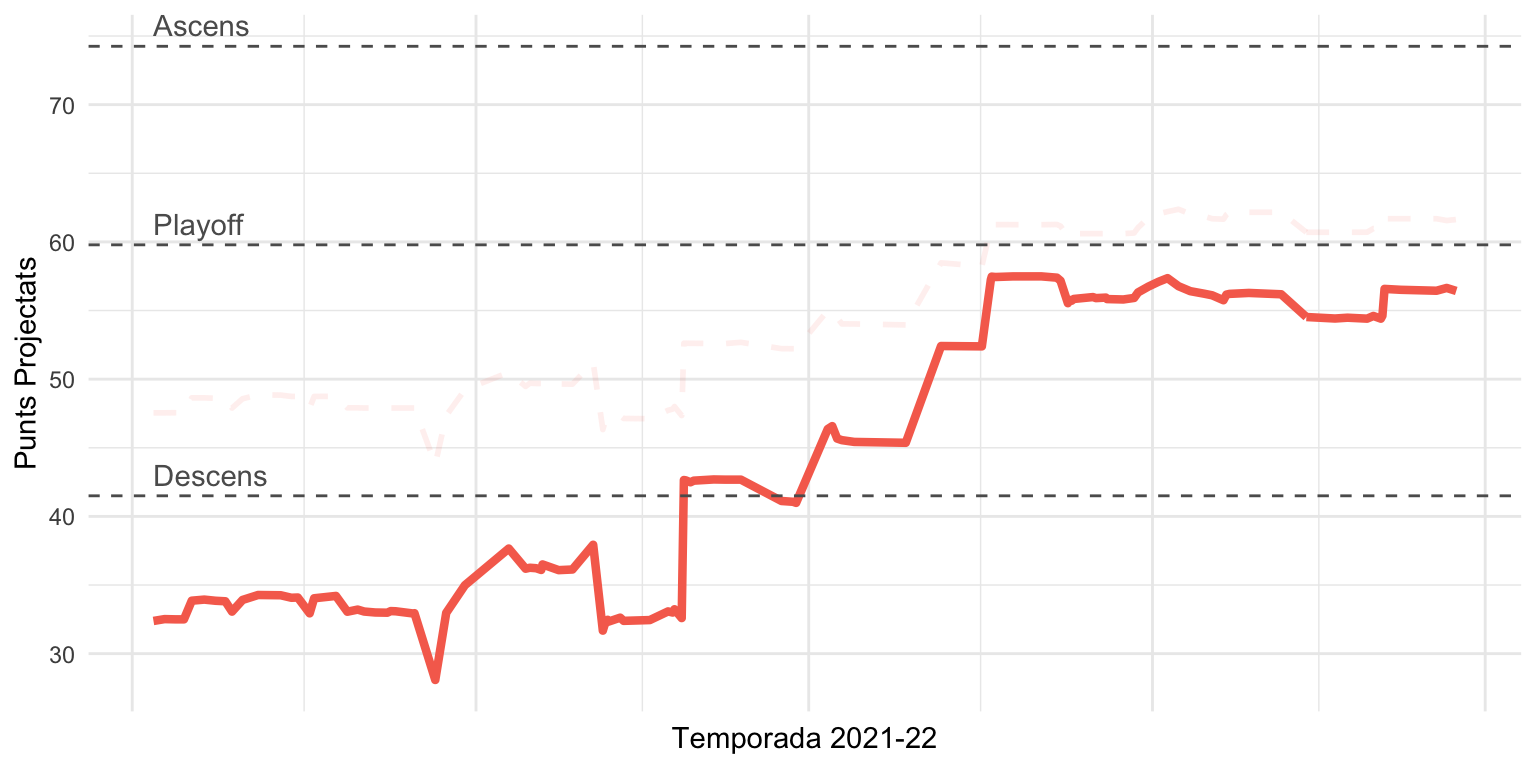 Ascens
70
Playoff
60
50
Descens
40
30
Punts Projectats
Temporada 2021-22